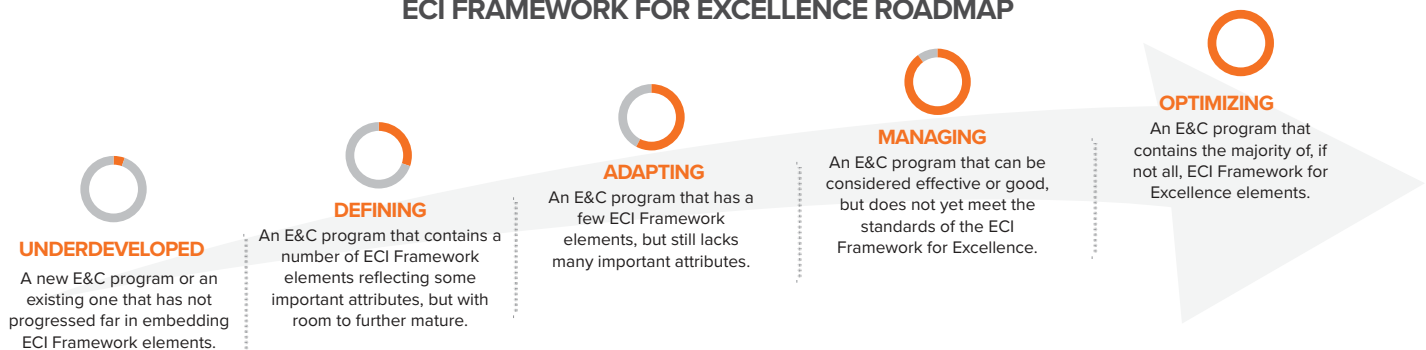 ECI FRAMEWORK FOR EXCELLENCE ROADMAP
UNDERDEVELOPED
A new E&C program or an
existing one that has not
progressed far in embedding
ECI Framework elements.
DEFINING
An E&C program that contains a
number of ECI Framework
elements reflecting some
important attributes, but with
room to further mature.
ADAPTING
An E&C program that has a
few ECI Framework
elements, but still lacks
many important attributes.
MANAGING
An E&C program that can be
considered effective or good,
but does not yet meet the
standards of the ECI
Framework for Excellence.
OPTIMIZING
An E&C program that
contains the majority of, if
not all, ECI Framework for
Excellence elements.